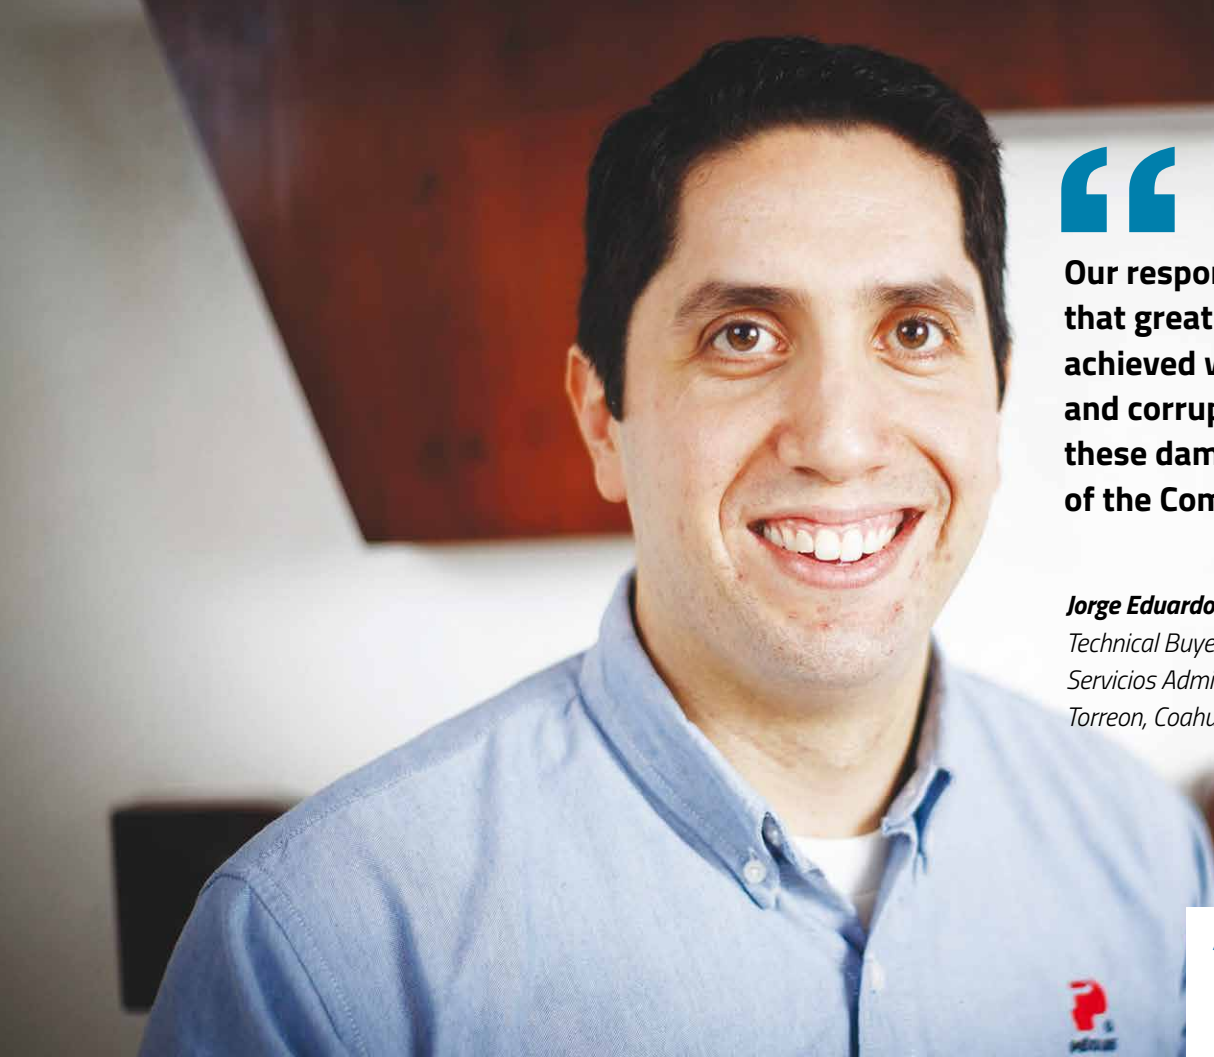 “
Our respon
that great
achieved w
and corrup
these dam
of the Com
Jorge Eduardo
Technical Buye
Servicios Admi
Torreon, Coahu